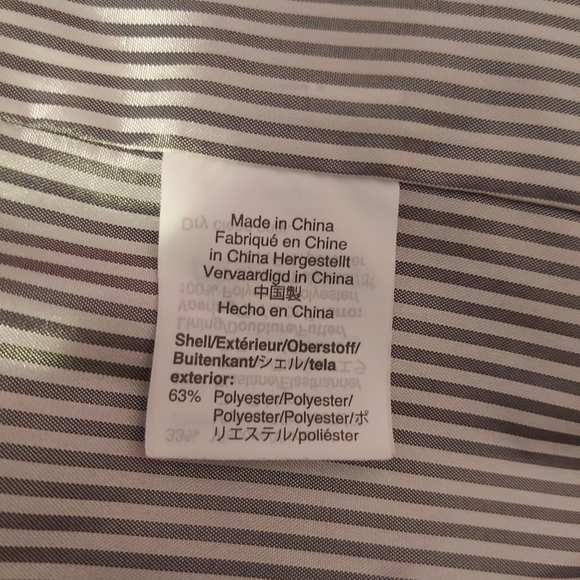 Made in China
Fabriqué en Chine
in China Hergestellt
Vervaardigd in China
中国製
Hecho en China
Shell/Extérieur/Oberstoff/
Buitenkant/シェル/tela
exterior:
63% Polyester/Polyester/
Polyester/Polyester/ポ
リエステル/poliéster